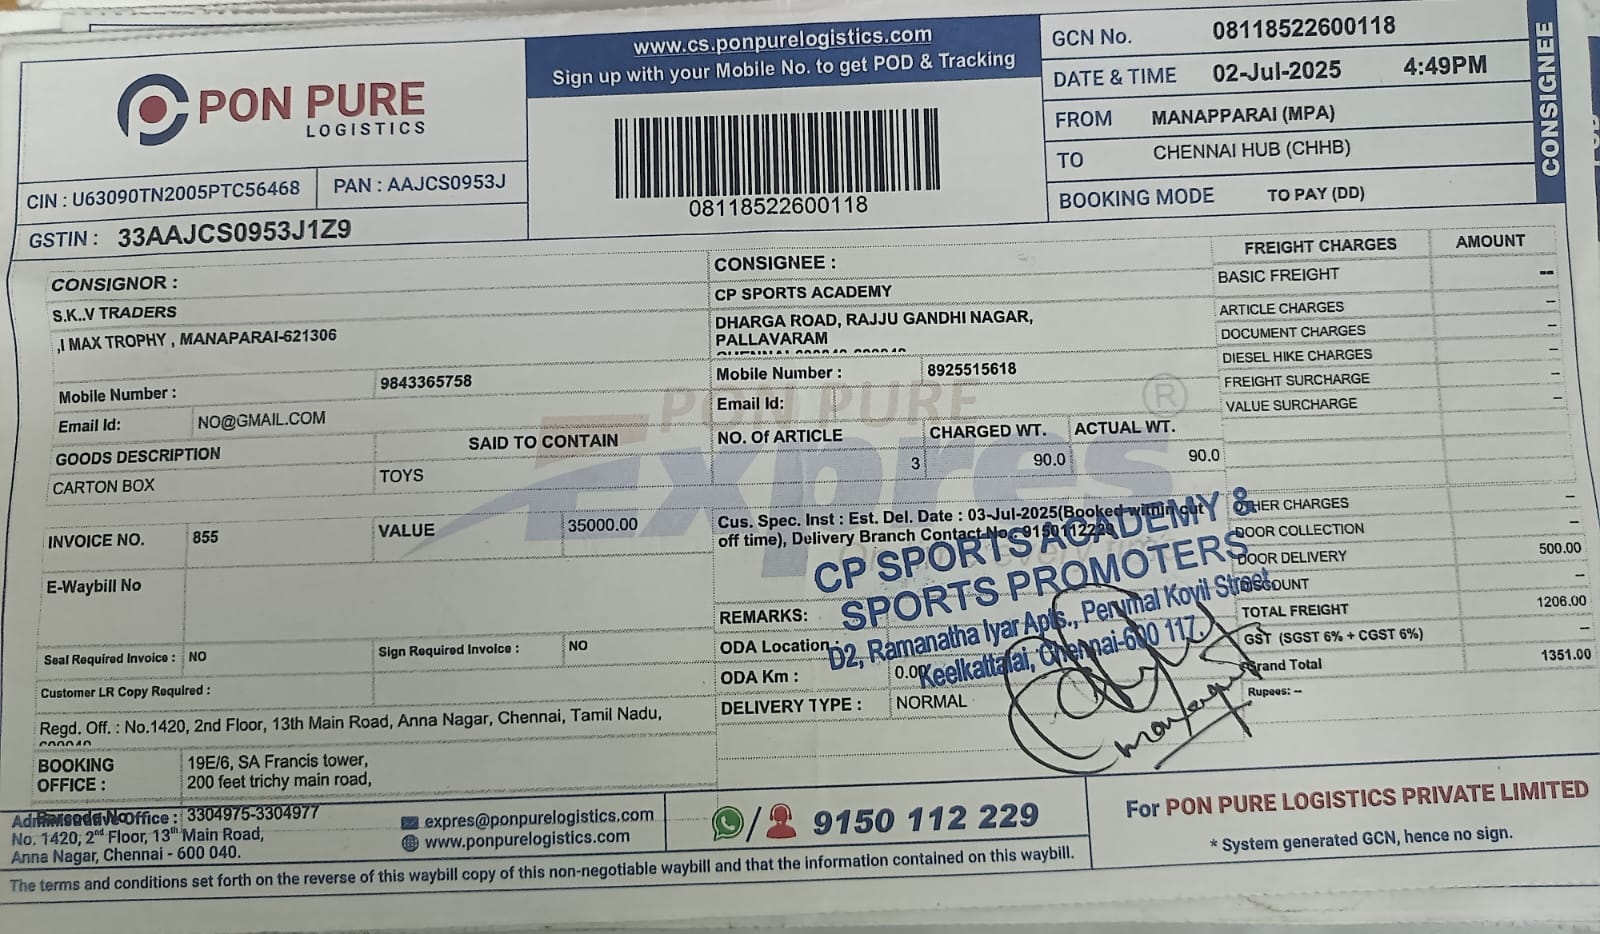 PON PURE
LOGISTICS
CIN : U63090TN2005PTC56468
PAN : AAJCS0953J
GSTIN : 33AAJCS0953J1Z9
www.cs.ponpurelogistics.com
Sign up with your Mobile No. to get POD & Tracking
08118522600118
GCN No. 08118522600118
DATE & TIME 02-Jul-2025 4:49PM
FROM MANAPPARAI (MPA)
TO CHENNAI HUB (CHHB)
BOOKING MODE TO PAY (DD)
CONSIGNEE
CONSIGNOR :
S.K..V TRADERS
,I MAX TROPHY , MANAPARAI-621306
Mobile Number : 9843365758
Email Id: NO@GMAIL.COM
GOODS DESCRIPTION SAID TO CONTAIN
CARTON BOX TOYS
CONSIGNEE :
CP SPORTS ACADEMY
DHARGA ROAD, RAJJU GANDHI NAGAR,
PALLAVARAM
Mobile Number : 8925515618
Email Id:
NO. Of ARTICLE CHARGED WT. ACTUAL WT.
3 90.0 90.0
PON PURE
Expres
®
INVOICE NO. 855 VALUE 35000.00
E-Waybill No
Seal Required Invoice : NO Sign Required Invoice : NO
Customer LR Copy Required :
Regd. Off. : No.1420, 2nd Floor, 13th Main Road, Anna Nagar, Chennai, Tamil Nadu,
BOOKING OFFICE : 19E/6, SA Francis tower,
200 feet trichy main road,
Cus. Spec. Inst : Est. Del. Date : 03-Jul-2025(Booked within cut
off time), Delivery Branch Contact No: 9150112229
REMARKS:
ODA Location:
ODA Km : 0.00
DELIVERY TYPE : NORMAL
CP SPORTS ACADEMY &
SPORTS PROMOTERS
D2, Ramanatha Iyar Apts., Perumal Kovil Street,
Keelkattalai, Chennai-600 117.
FREIGHT CHARGES AMOUNT
BASIC FREIGHT --
ARTICLE CHARGES –
DOCUMENT CHARGES –
DIESEL HIKE CHARGES –
FREIGHT SURCHARGE –
VALUE SURCHARGE –
OTHER CHARGES –
DOOR COLLECTION –
DOOR DELIVERY 500.00
DISCOUNT –
TOTAL FREIGHT 1206.00
GST (SGST 6% + CGST 6%) –
Grand Total 1351.00
Rupees: –
Barcode No 3304975-3304977
Administrative Office :
No. 1420, 2nd Floor, 13th Main Road,
Anna Nagar, Chennai - 600 040.
expres@ponpurelogistics.com
www.ponpurelogistics.com
/ 9150 112 229
For PON PURE LOGISTICS PRIVATE LIMITED
* System generated GCN, hence no sign.
The terms and conditions set forth on the reverse of this waybill copy of this non-negotiable waybill and that the information contained on this waybill.